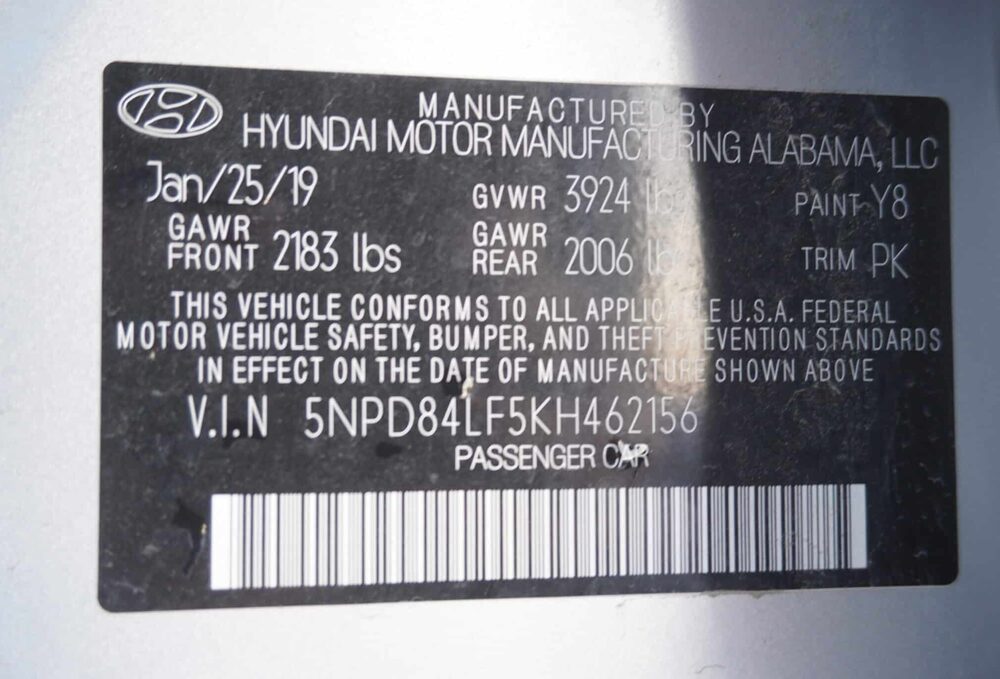 MANUFACTURED BY
HYUNDAI MOTOR MANUFACTURING ALABAMA, LLC
Jan/25/19 GVWR 3924 lbs PAINT Y8
GAWR FRONT 2183 lbs GAWR REAR 2006 lbs TRIM PK
THIS VEHICLE CONFORMS TO ALL APPLICABLE U.S.A. FEDERAL
MOTOR VEHICLE SAFETY, BUMPER, AND THEFT PREVENTION STANDARDS
IN EFFECT ON THE DATE OF MANUFACTURE SHOWN ABOVE
V.I.N 5NPD84LF5KH462156
PASSENGER CAR